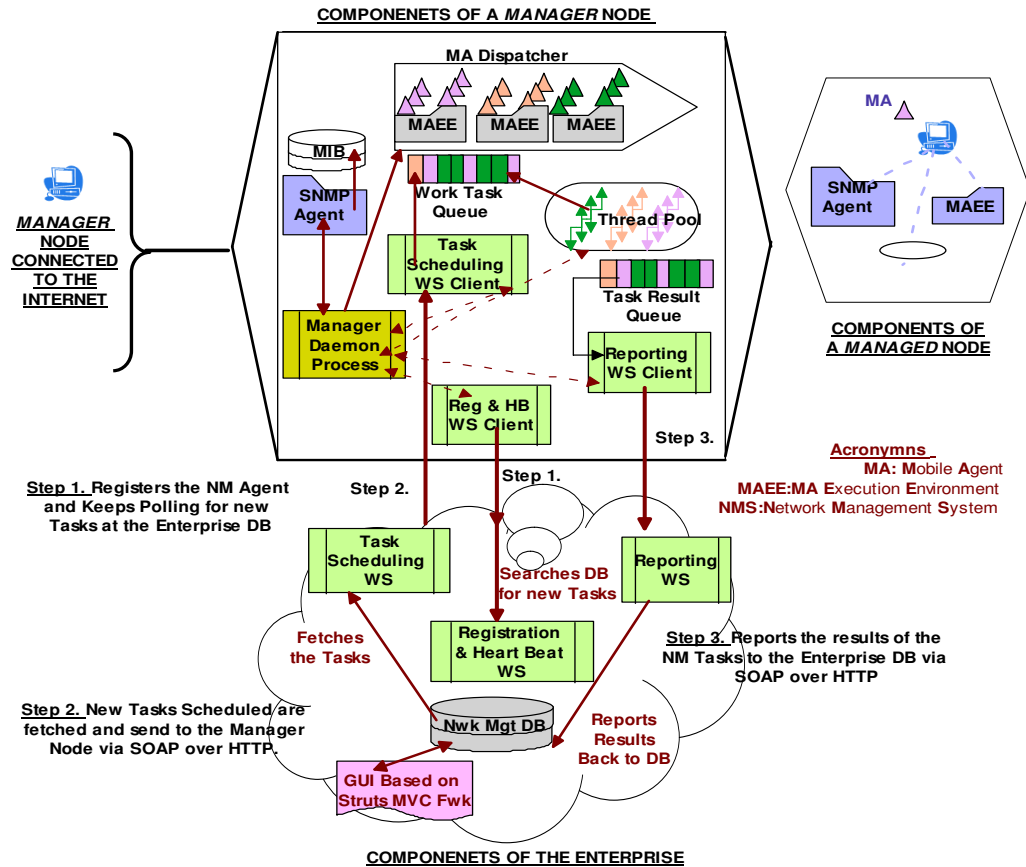 COMPONENETS OF A MANAGER NODE
MA Dispatcher
MAEE
MAEE
MAEE
MIB
SNMP
Agent
Work Task
Queue
Thread Pool
Task
Scheduling
WS Client
Task Result
Queue
Manager
Daemon
Process
Reporting
WS Client
Reg & HB
WS Client
MANAGER
NODE
CONNECTED
TO THE
INTERNET
MA
SNMP
Agent
MAEE
COMPONENTS OF
A MANAGED NODE
Step 3.
Step 1.
Step 2.
Acronymns
MA: Mobile Agent
MAEE:MA Execution Environment
NMS:Network Management System
Step 1. Registers the NM Agent
and Keeps Polling for new
Tasks at the Enterprise DB
Task
Scheduling
WS
Searches DB
for new Tasks
Reporting
WS
Fetches
the Tasks
Registration
& Heart Beat
WS
Step 3. Reports the results of the
NM Tasks to the Enterprise DB via
SOAP over HTTP
Step 2. New Tasks Scheduled are
fetched and send to the Manager
Node via SOAP over HTTP.
Nwk Mgt DB
Reports
Results
Back to DB
GUI Based on
Struts MVC Fwk
COMPONENETS OF THE ENTERPRISE